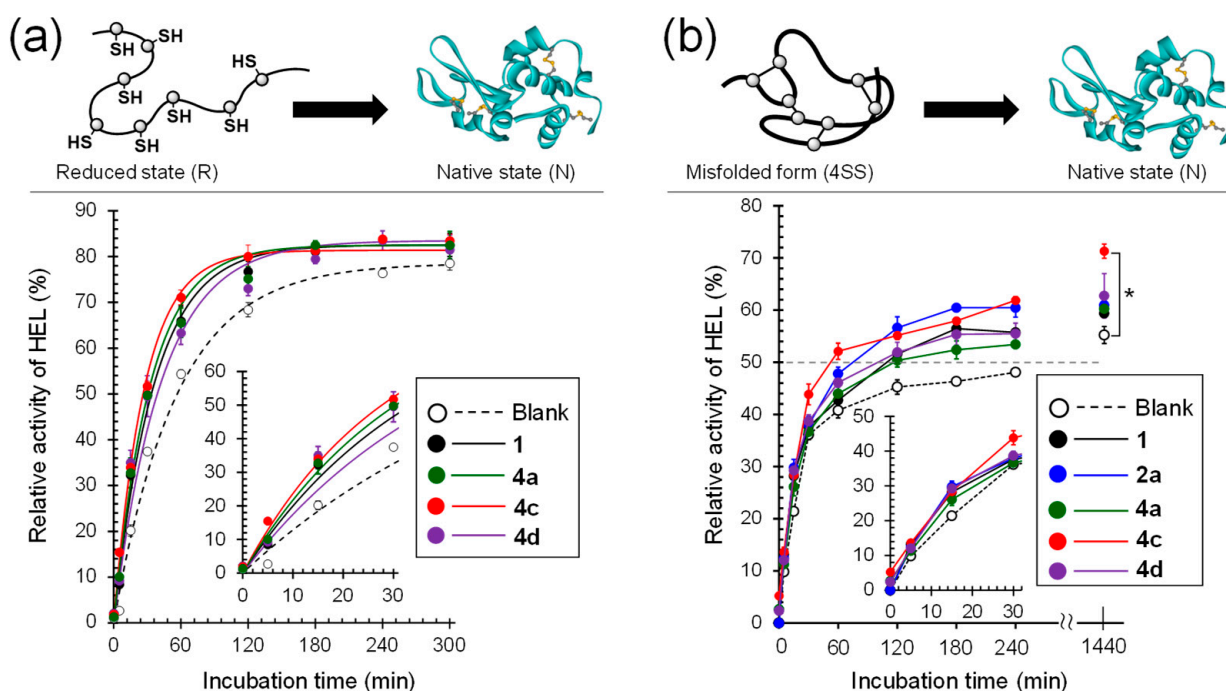 (a)
SH
SH
HS
SH
SH
SH
HS
SH
Reduced state (R)
Native state (N)
90
80
70
60
50
40
30
20
10
0
Relative activity of HEL (%)
60
50
40
30
20
10
0
0 10 20 30
Blank
1
4a
4c
4d
0 60 120 180 240 300
Incubation time (min)
(b)
Misfolded form (4SS)
Native state (N)
80
70
60
50
40
30
20
10
0
Relative activity of HEL (%)
*
50
40
30
20
10
0
0 10 20 30
Blank
1
2a
4a
4c
4d
0 60 120 180 240 1440
Incubation time (min)